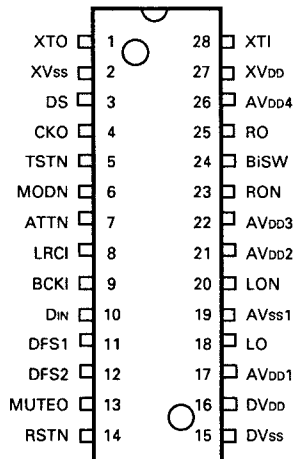 XTO 1 28 XTI
XVss 2 27 XVDD
DS 3 26 AVDD4
CKO 4 25 RO
TSTN 5 24 BiSW
MODN 6 23 RON
ATTN 7 22 AVDD3
LRCI 8 21 AVDD2
BCKI 9 20 LON
DIN 10 19 AVss1
DFS1 11 18 LO
DFS2 12 17 AVDD1
MUTEO 13 16 DVDD
RSTN 14 15 DVss